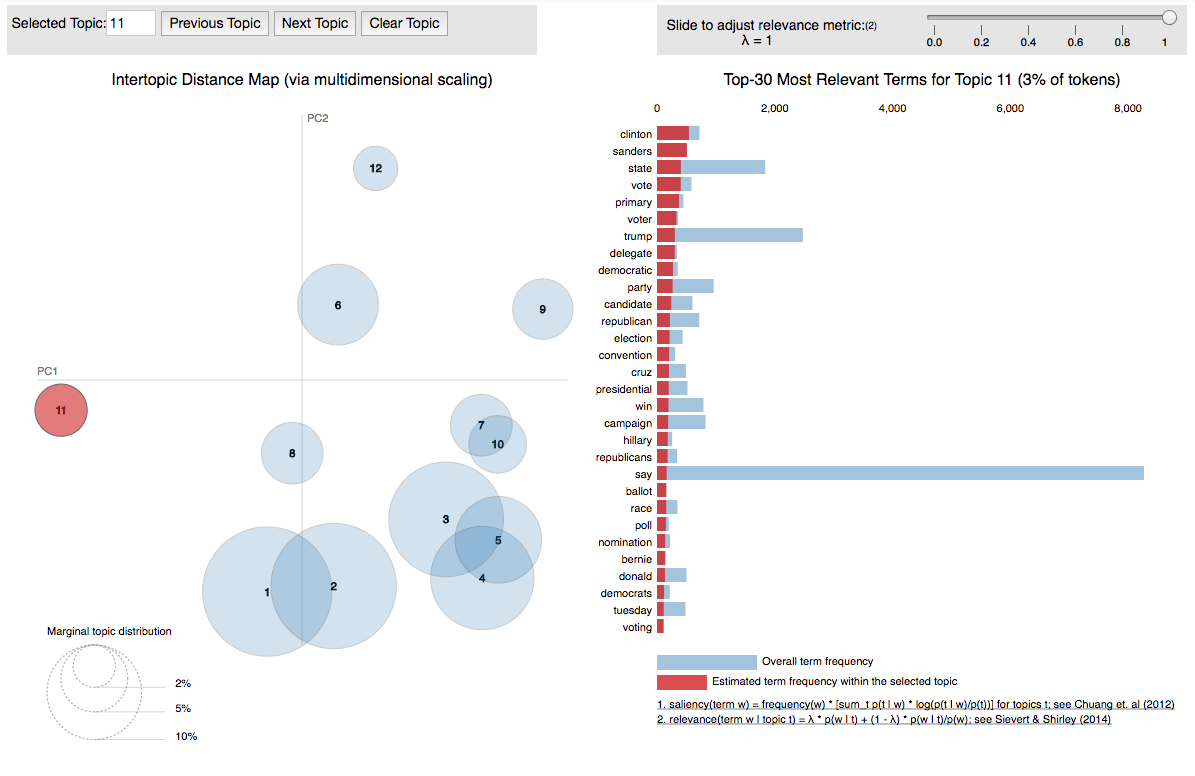 Selected Topic: 11 Previous Topic Next Topic Clear Topic
Slide to adjust relevance metric:(2)
λ = 1
0.0 0.2 0.4 0.6 0.8 1
Intertopic Distance Map (via multidimensional scaling)
PC2
PC1
12
6
9
11
7
10
8
3
5
4
1
2
Marginal topic distribution
2%
5%
10%
Top-30 Most Relevant Terms for Topic 11 (3% of tokens)
0 2,000 4,000 6,000 8,000
clinton
sanders
state
vote
primary
voter
trump
delegate
democratic
party
candidate
republican
election
convention
cruz
presidential
win
campaign
hillary
republicans
say
ballot
race
poll
nomination
bernie
donald
democrats
tuesday
voting
Overall term frequency
Estimated term frequency within the selected topic
1. saliency(term w) = frequency(w) * [sum_t p(t | w) * log(p(t | w)/p(t))] for topics t; see Chuang et. al (2012)
2. relevance(term w | topic t) = λ * p(w | t) + (1 - λ) * p(w | t)/p(w); see Sievert & Shirley (2014)